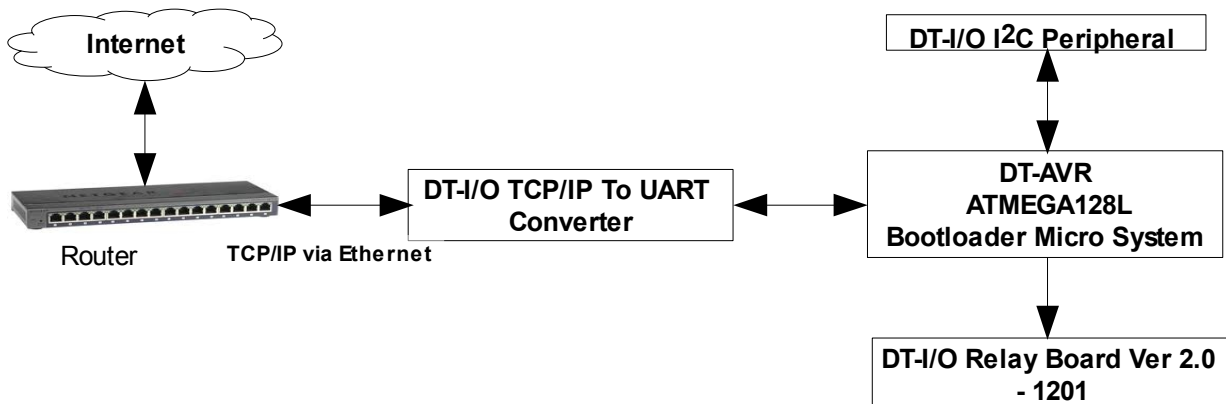 Internet
DT-I/O I2C Peripheral
NETGEAR
DT-I/O TCP/IP To UART
Converter
DT-AVR
ATMEGA128L
Bootloader Micro System
Router
TCP/IP via Ethernet
DT-I/O Relay Board Ver 2.0
- 1201